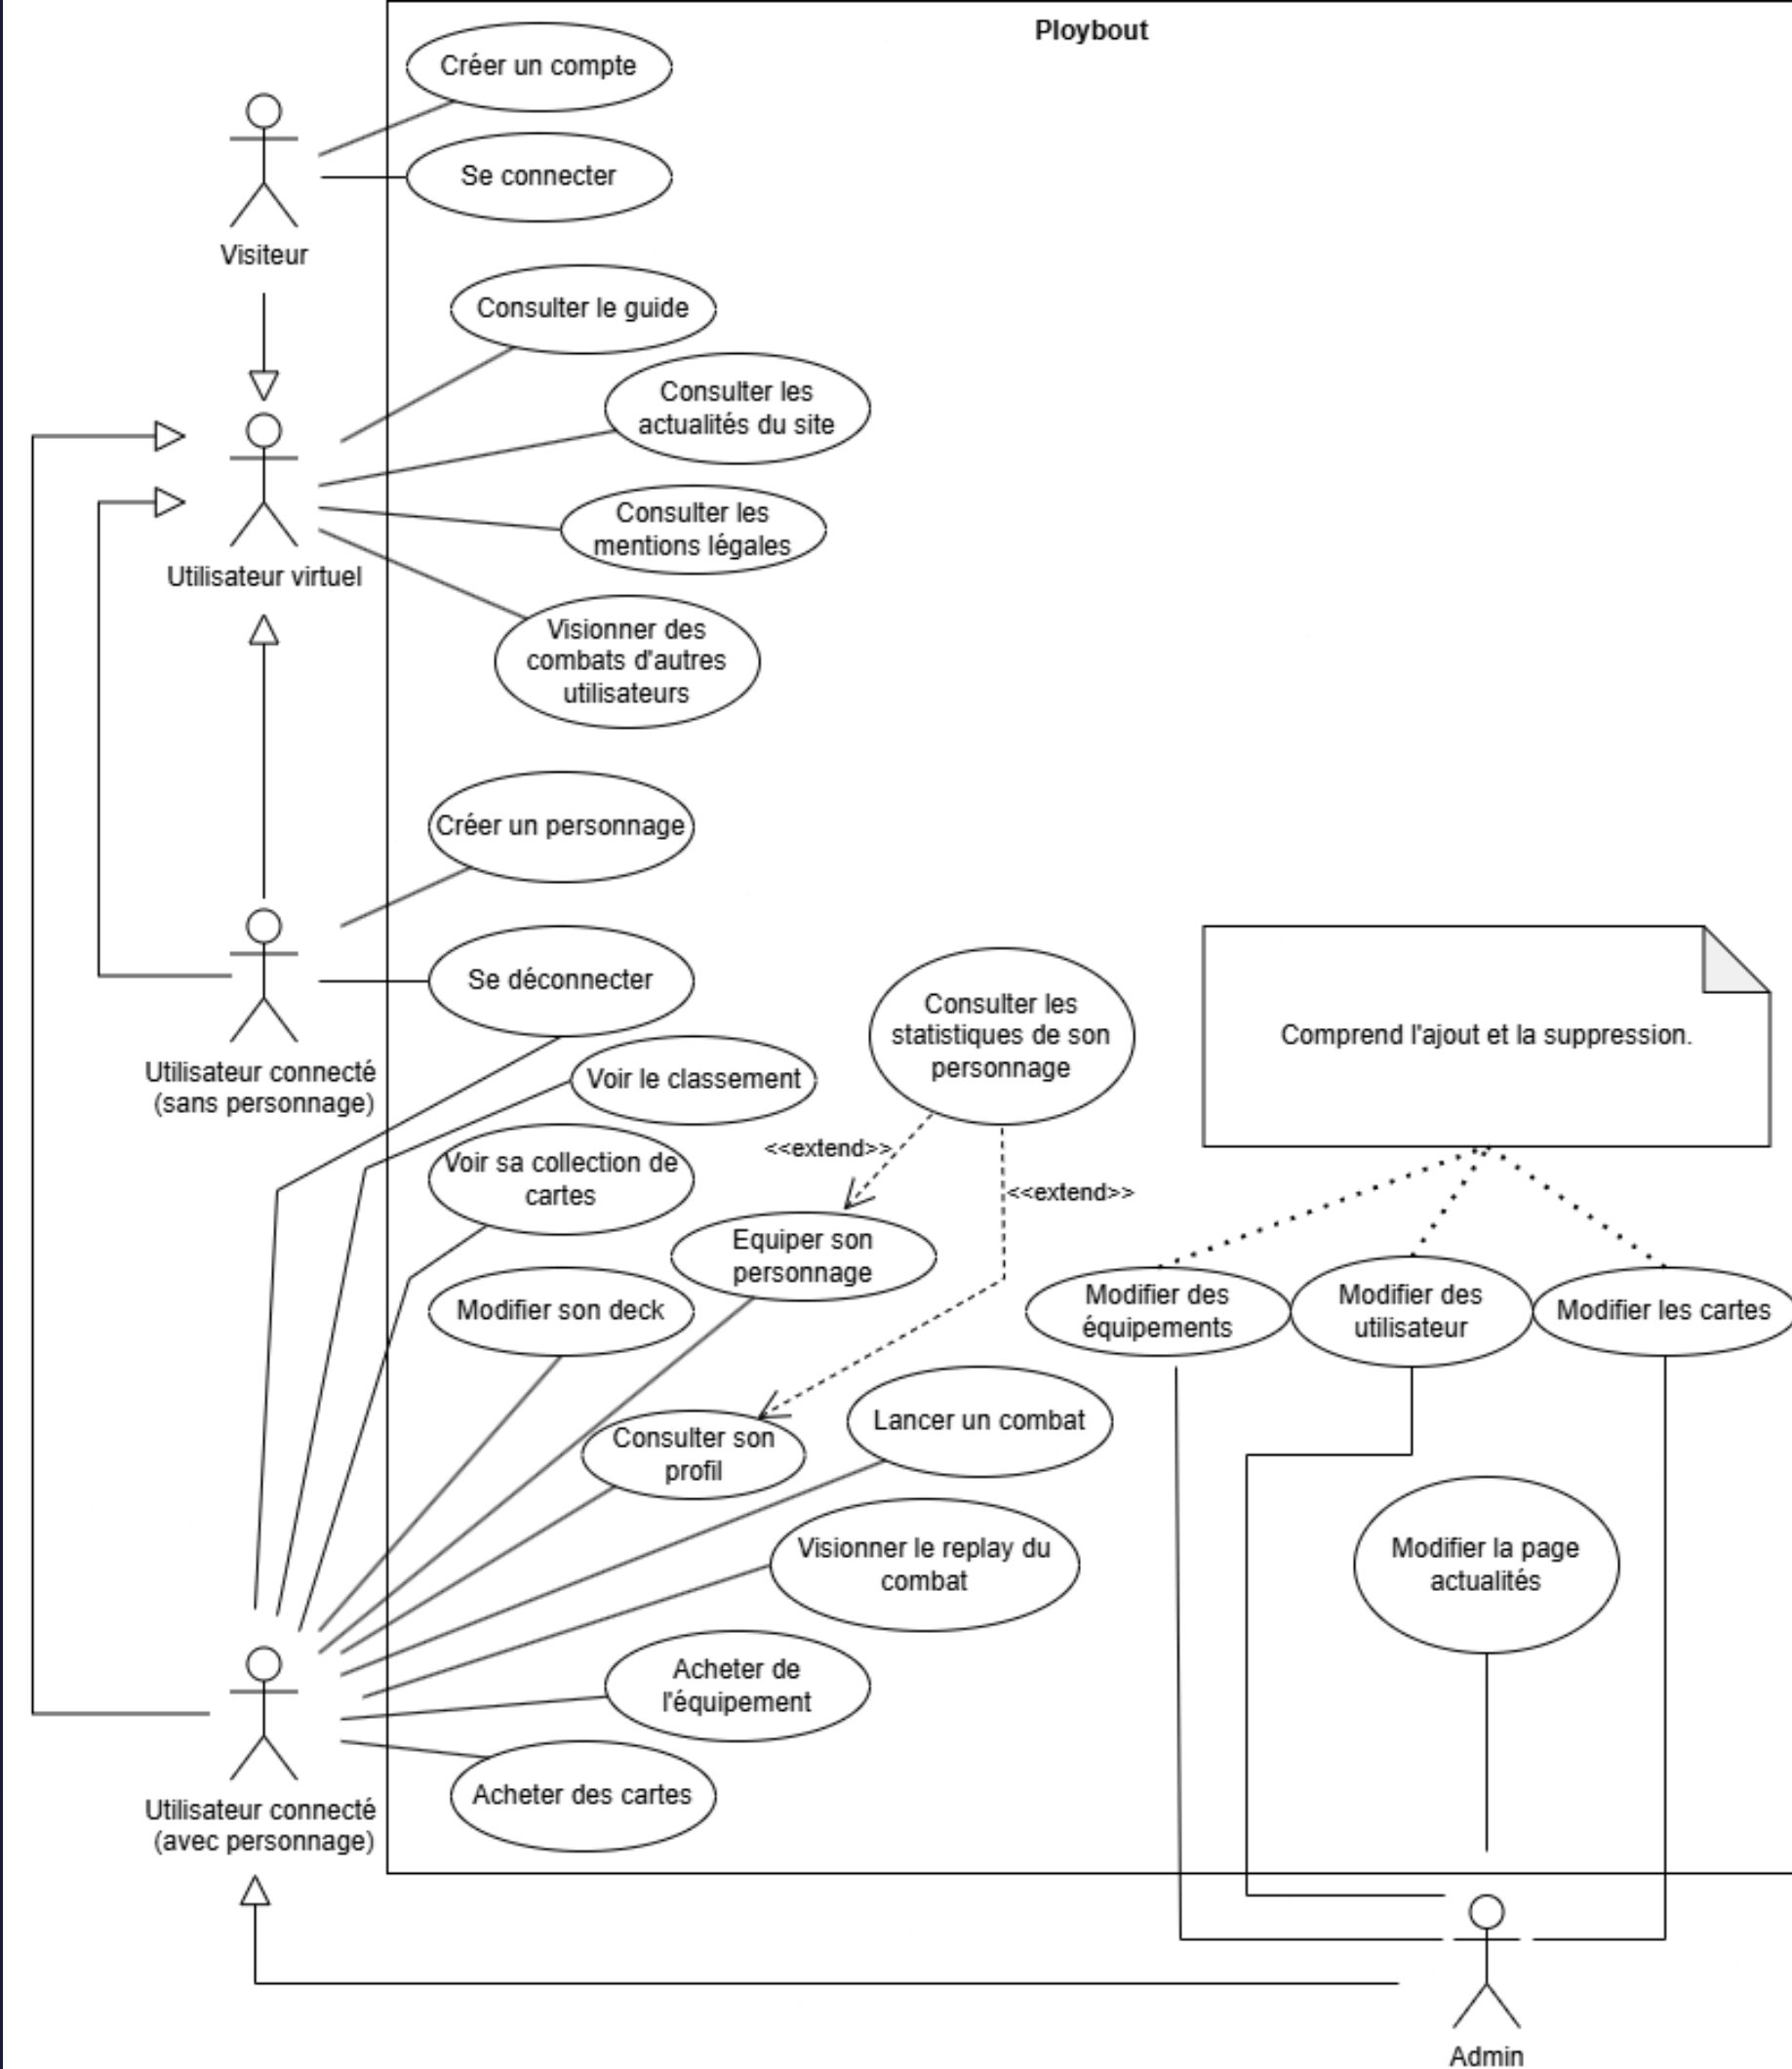 Ploybout
Créer un compte
Se connecter
Visiteur
Consulter le guide
Consulter les
actualités du site
Consulter les
mentions légales
Utilisateur virtuel
Visionner des
combats d'autres
utilisateurs
Créer un personnage
Se déconnecter
Utilisateur connecté
(sans personnage)
Voir le classement
Consulter les
statistiques de son
personnage
Comprend l'ajout et la suppression.
<<extend>>
<<extend>>
Voir sa collection de
cartes
Equiper son
personnage
Modifier son deck
Modifier des
équipements
Modifier des
utilisateur
Modifier les cartes
Consulter son
profil
Lancer un combat
Visionner le replay du
combat
Modifier la page
actualités
Acheter de
l'équipement
Acheter des cartes
Utilisateur connecté
(avec personnage)
Admin